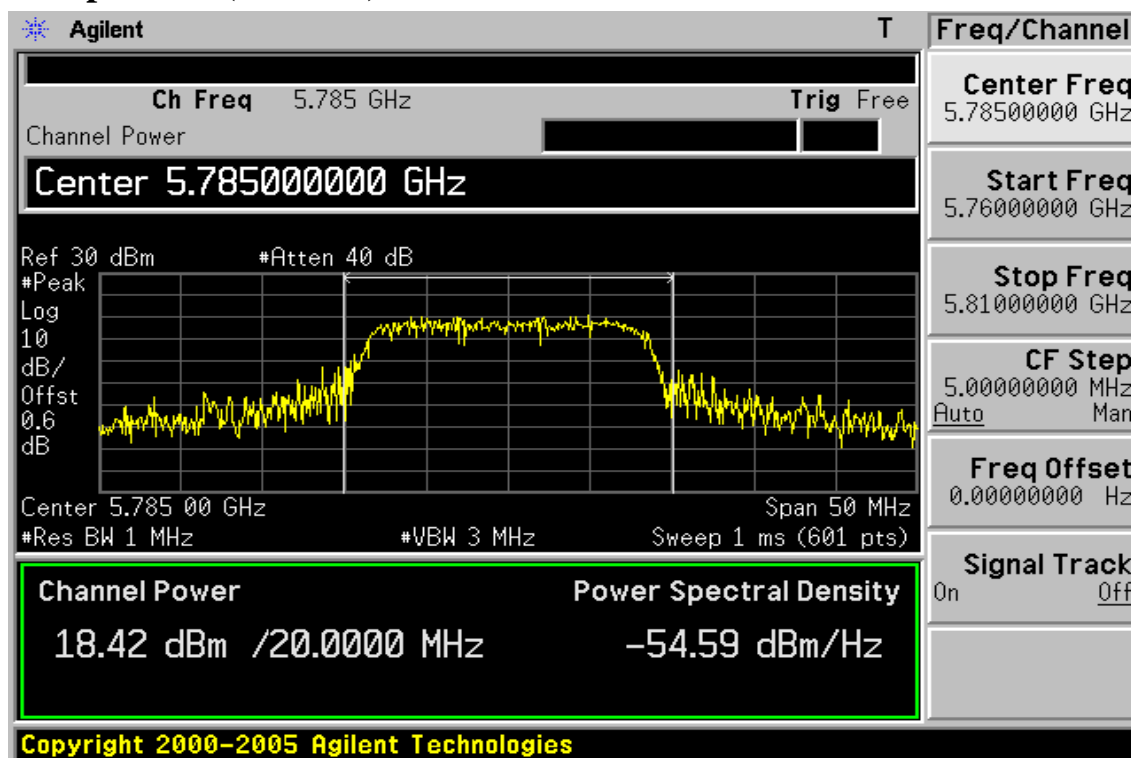 Agilent T
Ch Freq 5.785 GHz Trig Free
Channel Power
Center 5.785000000 GHz
Ref 30 dBm #Atten 40 dB
#Peak
Log
10
dB/
Offst
0.6
dB
Center 5.785 00 GHz Span 50 MHz
#Res BW 1 MHz #VBW 3 MHz Sweep 1 ms (601 pts)
Channel Power Power Spectral Density
18.42 dBm /20.0000 MHz -54.59 dBm/Hz
Copyright 2000-2005 Agilent Technologies
Freq/Channel
Center Freq
5.78500000 GHz
Start Freq
5.76000000 GHz
Stop Freq
5.81000000 GHz
CF Step
5.00000000 MHz
Auto Man
Freq Offset
0.00000000 Hz
Signal Track
On Off